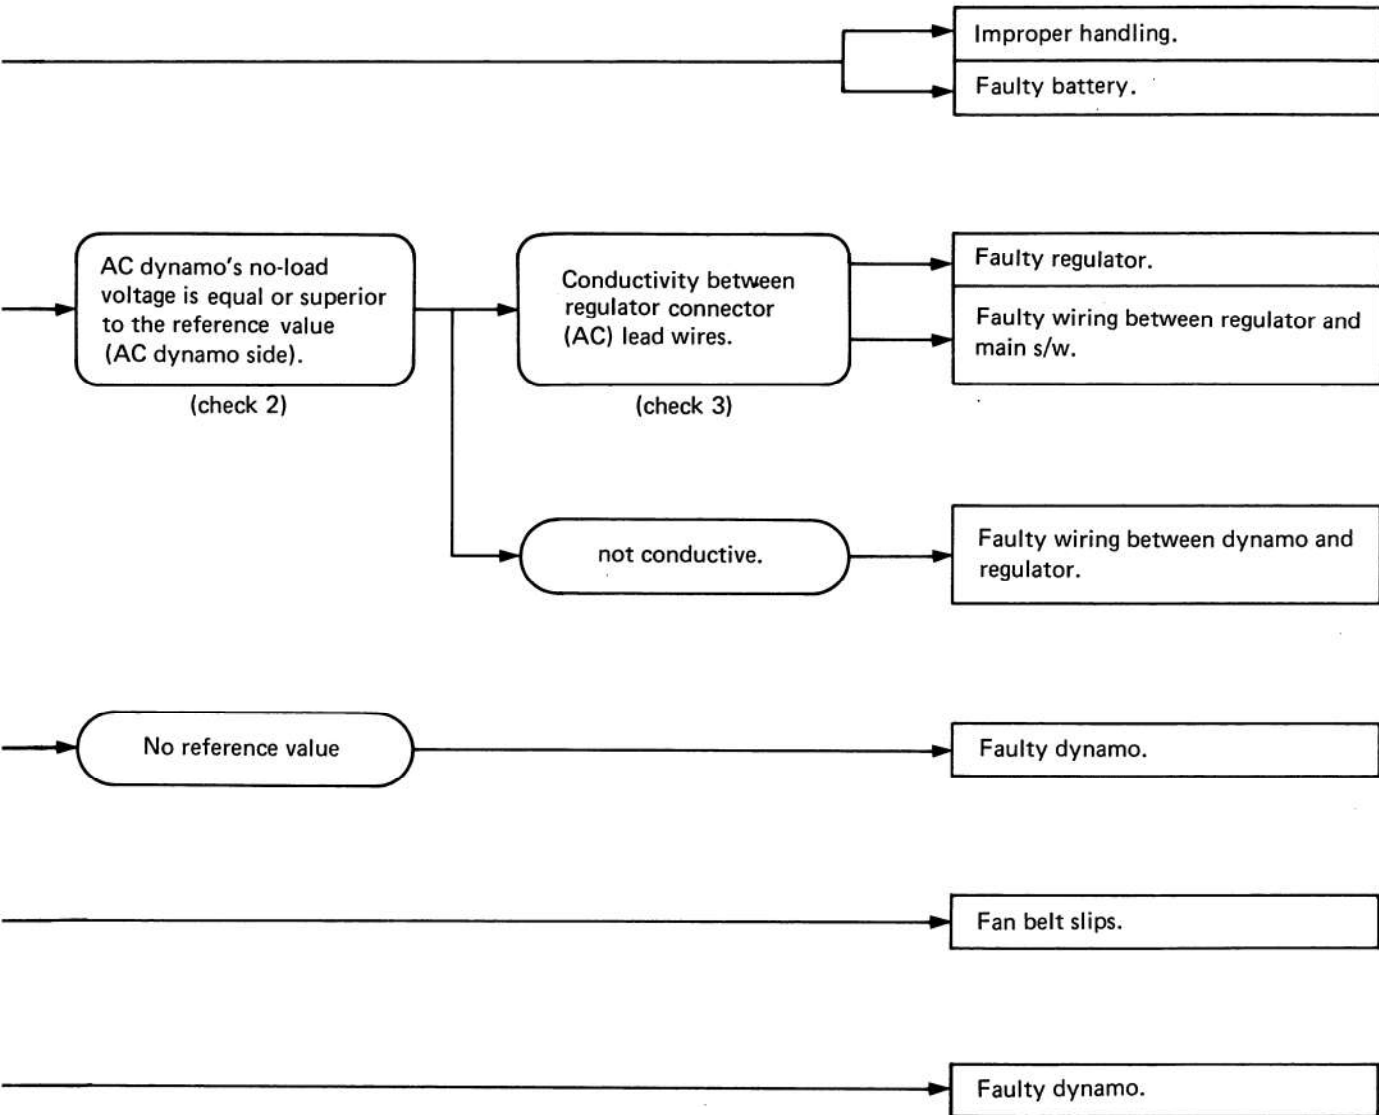 Improper handling.
Faulty battery.
AC dynamo's no-load
voltage is equal or superior
to the reference value
(AC dynamo side).
(check 2)
Conductivity between
regulator connector
(AC) lead wires.
(check 3)
Faulty regulator.
Faulty wiring between regulator and
main s/w.
not conductive.
Faulty wiring between dynamo and
regulator.
No reference value
Faulty dynamo.
Fan belt slips.
Faulty dynamo.